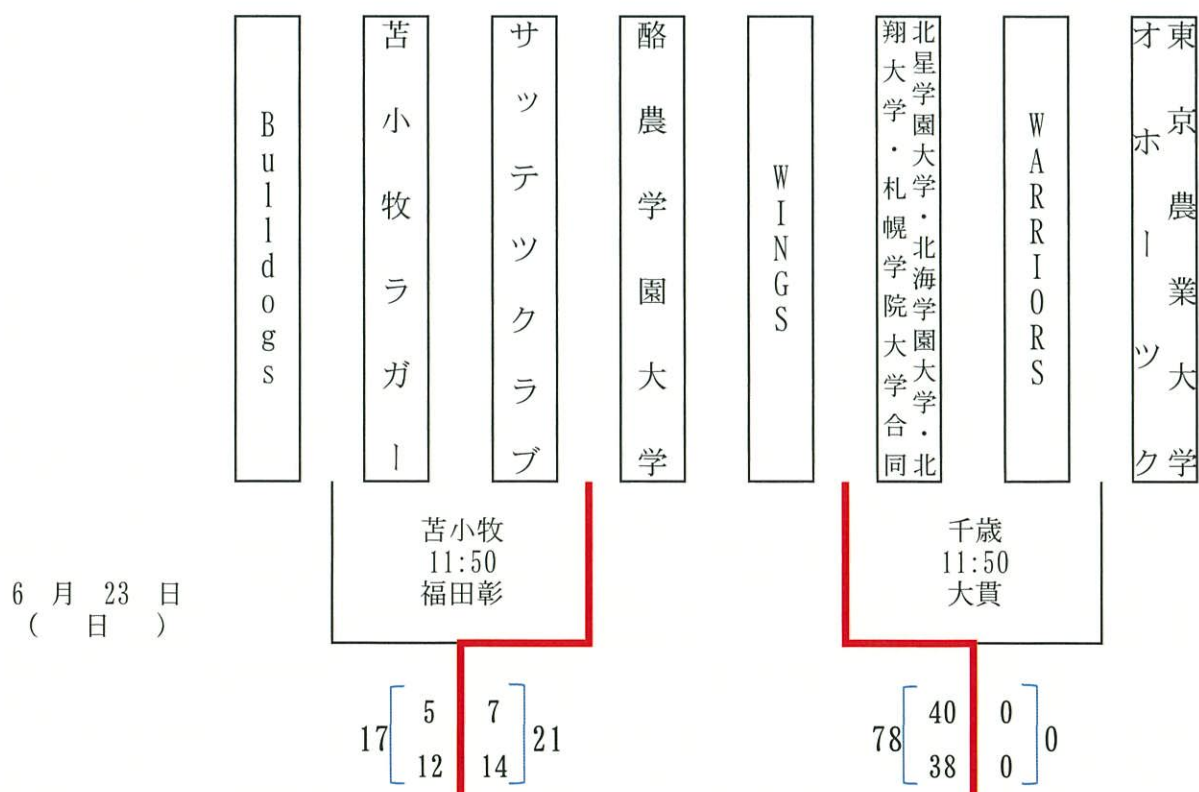 Bulldogs
苫小牧ラガー
サッテツクラブ
酪農学園大学
WINGS
北星学園大学・北海学園大学・北
翔大学・札幌学院大学合同
WARRIORS
東京農業大学
オホーツク
6 月 23 日
( 日 )
苫小牧
11:50
福田彰
千歳
11:50
大貫
17 5 7 21
12 14
78 40 0 0
38 0